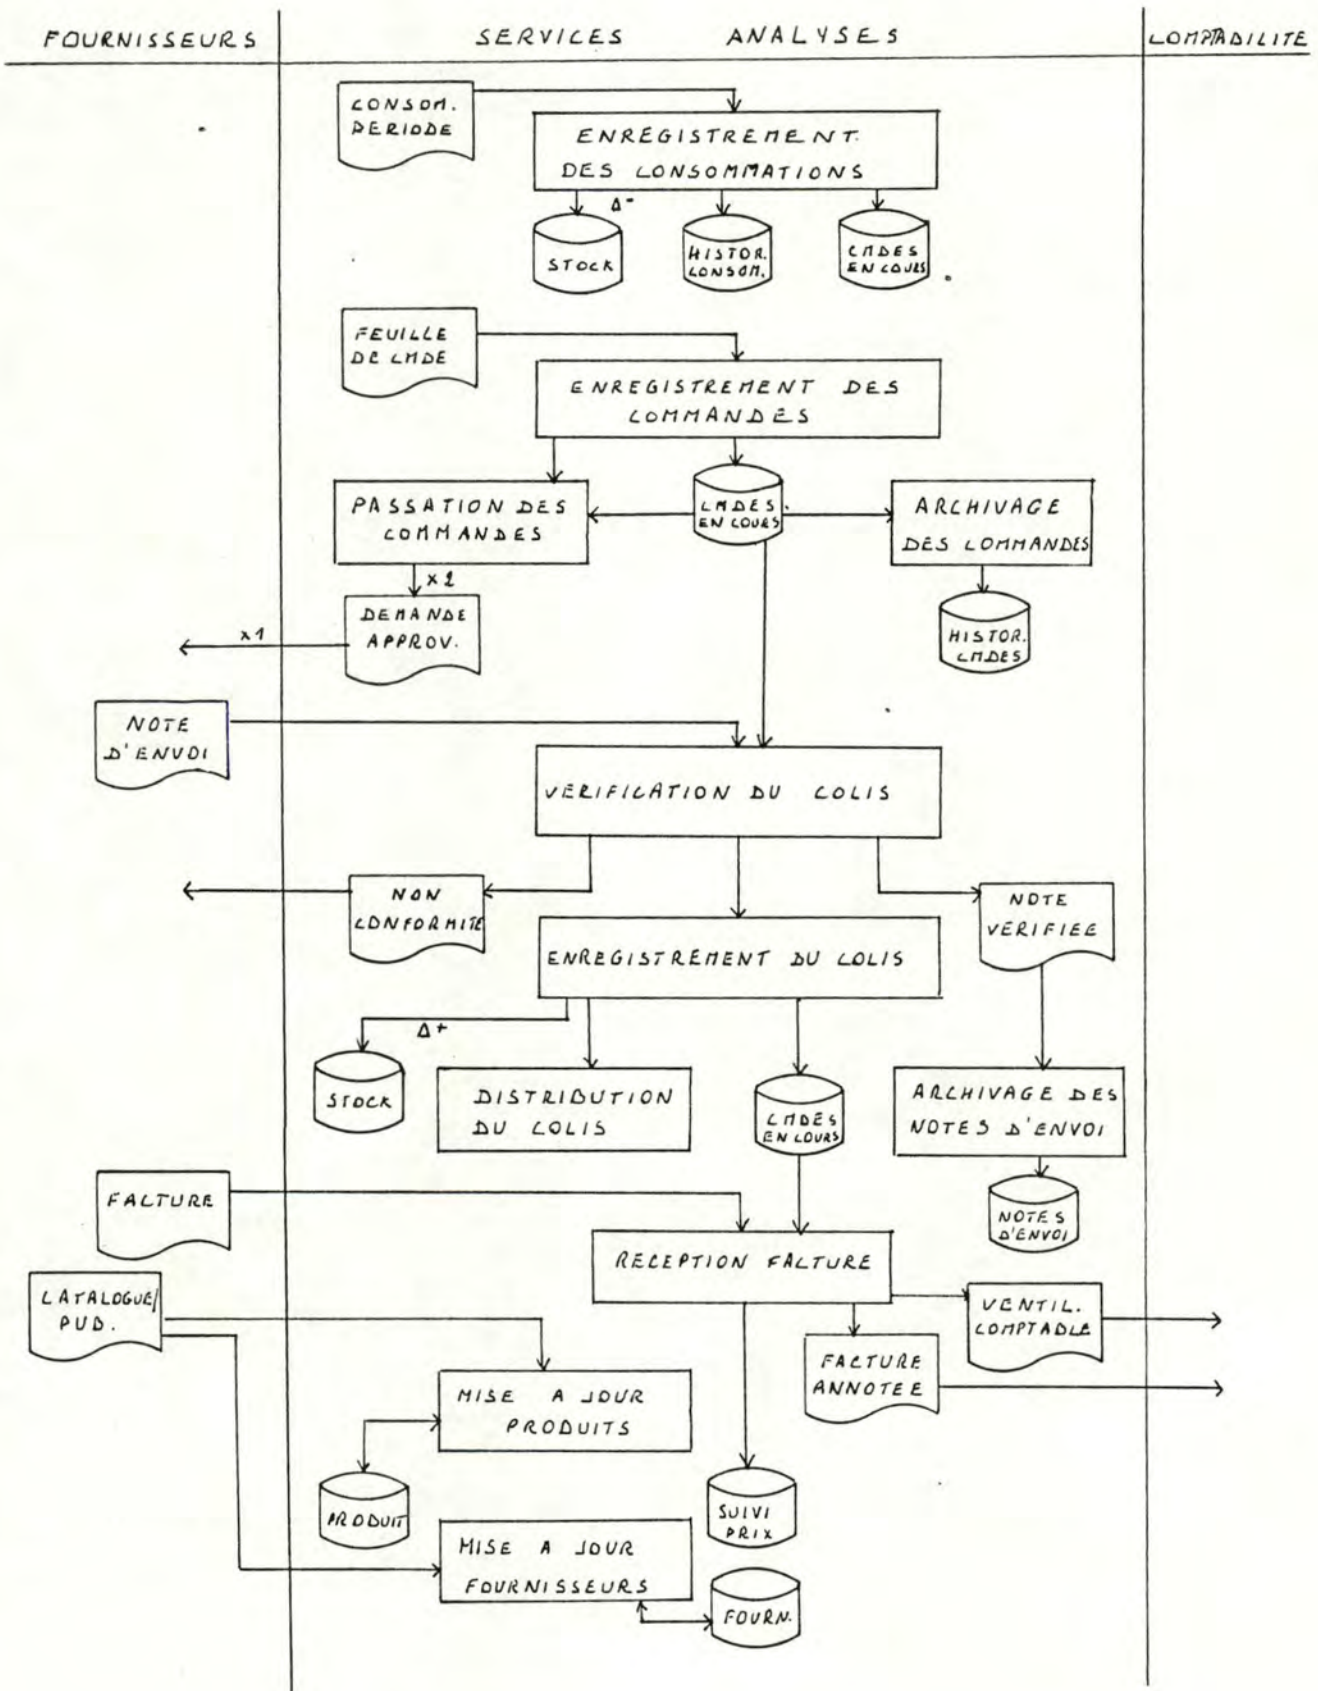 FOURNISSEURS
SERVICES ANALYSES
COMPTABILITE
CONSOM.
PERIODE
ENREGISTREMENT.
DES CONSOMMATIONS
Δ-
STOCK
HISTOR.
CONSOM.
CMDES
EN COURS
FEUILLE
DE CMDE
ENREGISTREMENT DES
COMMANDES
PASSATION DES
COMMANDES
CMDES
EN COURS
ARCHIVAGE
DES COMMANDES
x2
DEMANDE
APPROV.
x1
HISTOR.
CMDES
NOTE
D'ENVOI
VERIFICATION DU COLIS
NON
CONFORMITE
NOTE
VERIFIEE
ENREGISTREMENT DU COLIS
Δ+
STOCK
DISTRIBUTION
DU COLIS
CMDES
EN COURS
ARCHIVAGE DES
NOTES D'ENVOI
FACTURE
NOTES
D'ENVOI
RECEPTION FACTURE
CATALOGUE/
PUB.
VENTIL.
COMPTABLE
FACTURE
ANNOTEE
MISE A JOUR
PRODUITS
PRODUIT
SUIVI
PRIX
MISE A JOUR
FOURNISSEURS
FOURN.